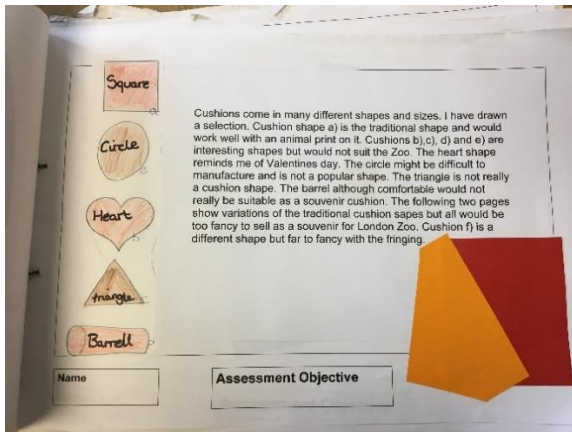 Square
Circle
Heart
triangle
Barrell
Cushions come in many different shapes and sizes. I have drawn
a selection. Cushion shape a) is the traditional shape and would
work well with an animal print on it. Cushions b),c), d) and e) are
interesting shapes but would not suit the Zoo. The heart shape
reminds me of Valentines day. The circle might be difficult to
manufacture and is not a popular shape. The triangle is not really
a cushion shape. The barrel although comfortable would not
really be suitable as a souvenir cushion. The following two pages
show variations of the traditional cushion sapes but all would be
too fancy to sell as a souvenir for London Zoo. Cushion f) is a
different shape but far to fancy with the fringing.
Name
Assessment Objective